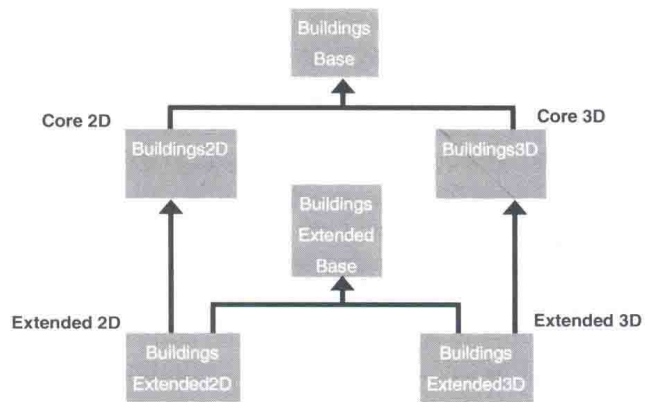 Buildings
Base
Core 2D
Core 3D
Buildings2D
Buildings3D
Buildings
Extended
Base
Extended 2D
Extended 3D
Buildings
Extended2D
Buildings
Extended3D